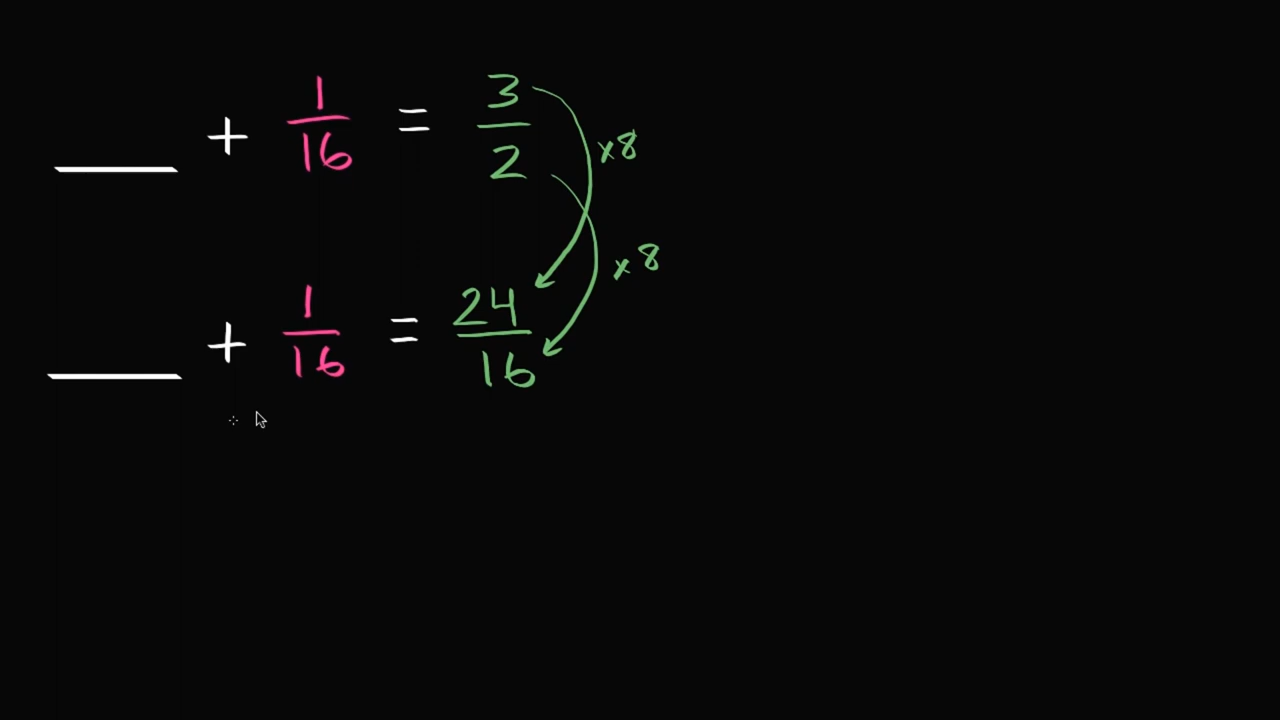 ___ + 1/16 = 3/2
×8
×8
___ + 1/16 = 24/16